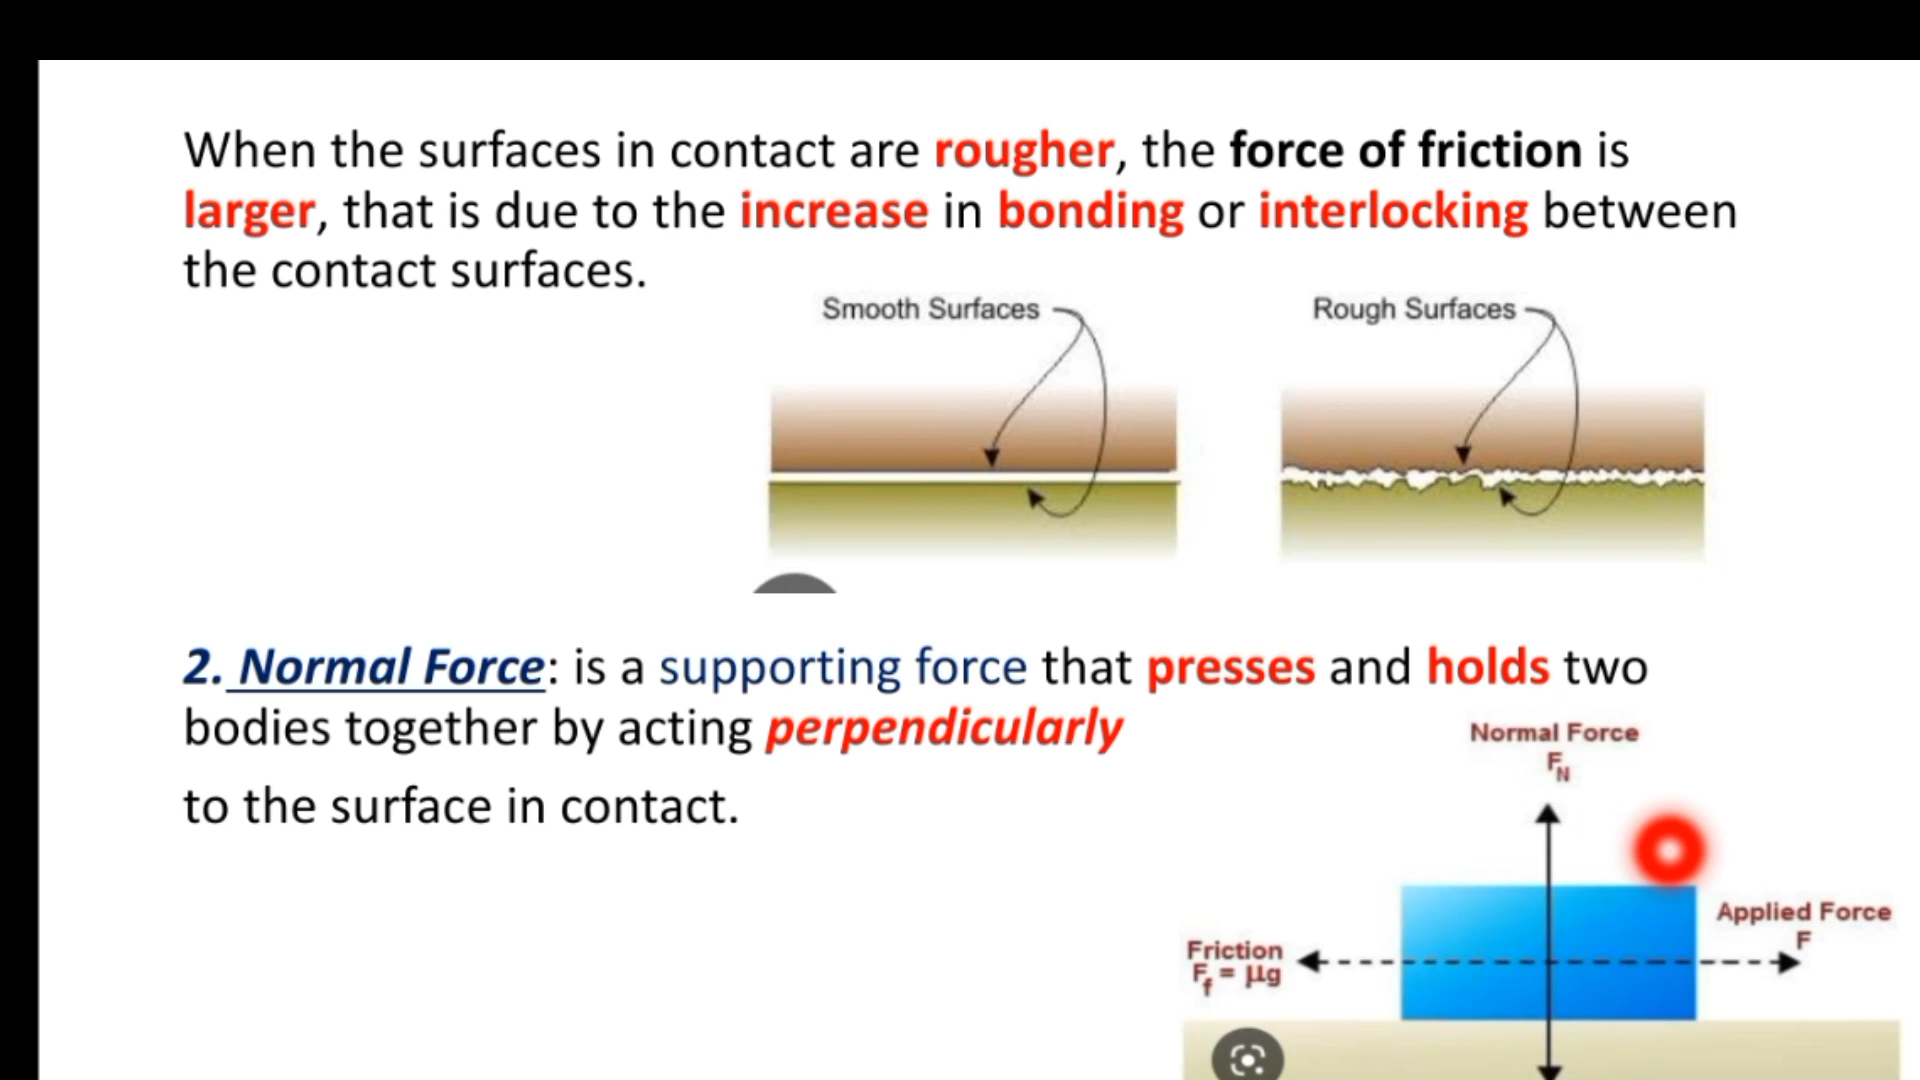 When the surfaces in contact are rougher, the force of friction is
larger, that is due to the increase in bonding or interlocking between
the contact surfaces.
Smooth Surfaces
Rough Surfaces
2. Normal Force: is a supporting force that presses and holds two
bodies together by acting perpendicularly
to the surface in contact.
Normal Force
FN
Applied Force
F
Friction
Ff = μg